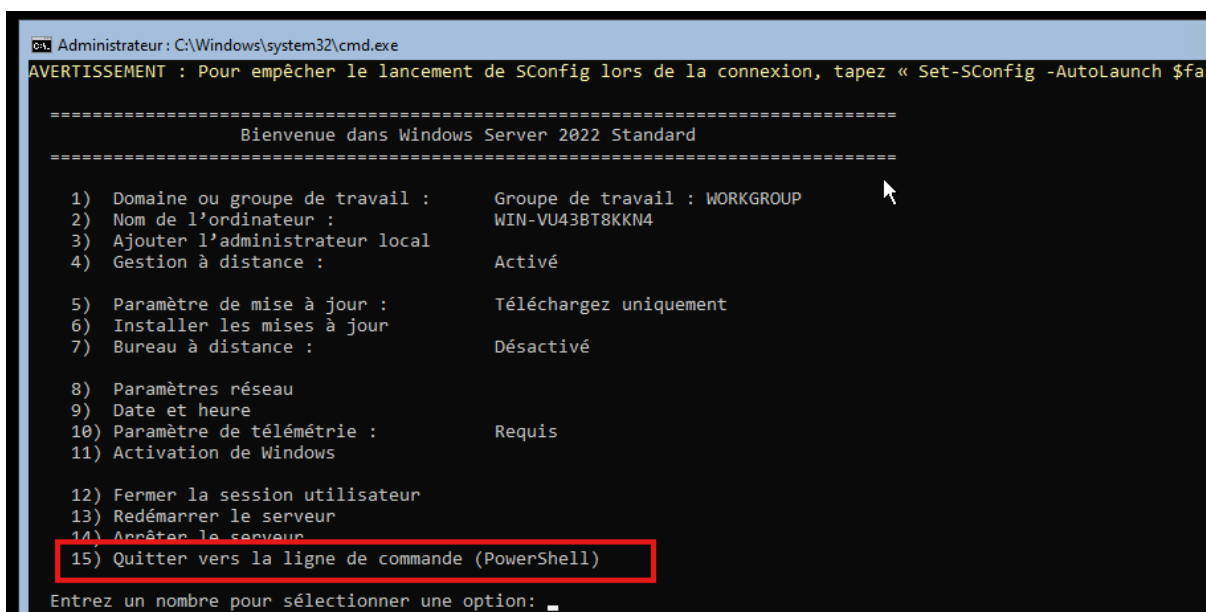 Administrateur : C:\Windows\system32\cmd.exe
AVERTISSEMENT : Pour empêcher le lancement de SConfig lors de la connexion, tapez « Set-SConfig -AutoLaunch $fa
================================================================================
Bienvenue dans Windows Server 2022 Standard
================================================================================
1) Domaine ou groupe de travail : Groupe de travail : WORKGROUP
2) Nom de l’ordinateur : WIN-VU43BT8KKN4
3) Ajouter l’administrateur local
4) Gestion à distance : Activé
5) Paramètre de mise à jour : Téléchargez uniquement
6) Installer les mises à jour
7) Bureau à distance : Désactivé
8) Paramètres réseau
9) Date et heure
10) Paramètre de télémétrie : Requis
11) Activation de Windows
12) Fermer la session utilisateur
13) Redémarrer le serveur
14) Arrêter le serveur
15) Quitter vers la ligne de commande (PowerShell)
Entrez un nombre pour sélectionner une option: